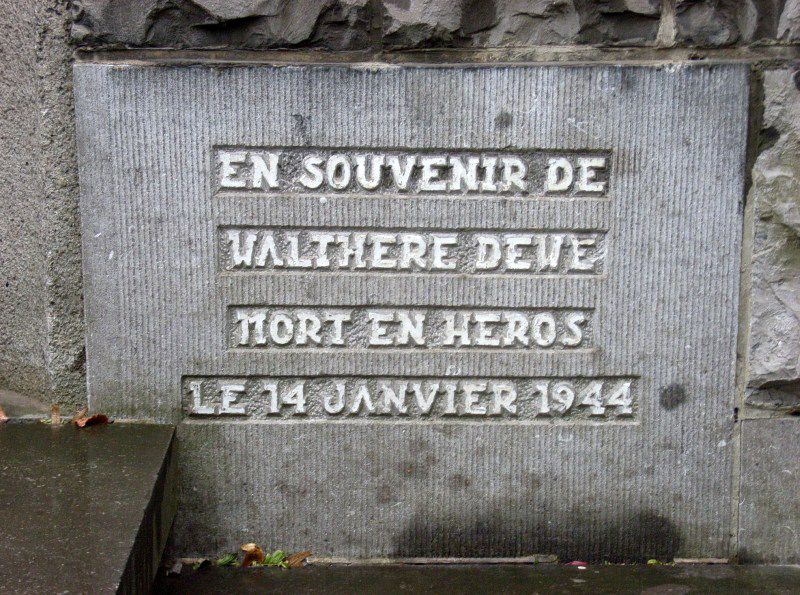 EN SOUVENIR DE
WALTHERE DEWE
MORT EN HEROS
LE 14 JANVIER 1944